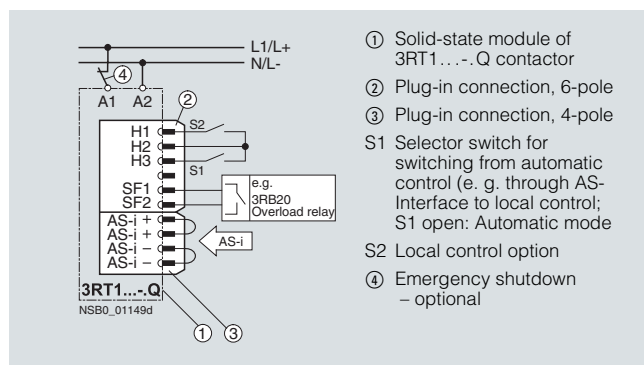 L1/L+
N/L-
④
A1 A2
②
H1
H2
H3
S2
S1
SF1
SF2
e.g.
3RB20
Overload relay
AS-i +
AS-i +
AS-i –
AS-i –
AS-i
3RT1...-.Q
NSB0_01149d
① ③
① Solid-state module of
3RT1...-.Q contactor
② Plug-in connection, 6-pole
③ Plug-in connection, 4-pole
S1 Selector switch for
switching from automatic
control (e. g. through AS-
Interface to local control;
S1 open: Automatic mode
S2 Local control option
④ Emergency shutdown
– optional